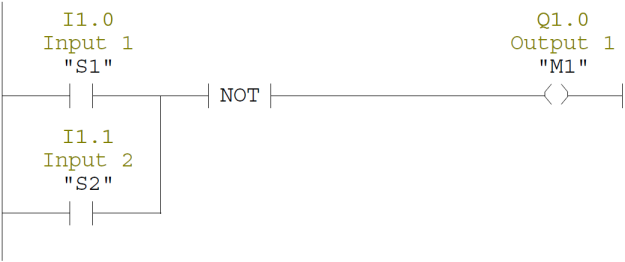 I1.0
Input 1
"S1"
Q1.0
Output 1
"M1"
NOT
I1.1
Input 2
"S2"